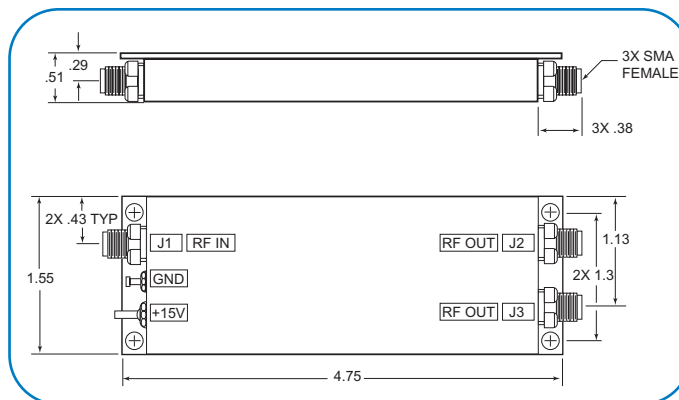 .29
.51
3X SMA
FEMALE
3X .38
2X .43 TYP
J1 RF IN
RF OUT J2
1.13
GND
2X 1.3
1.55
+15V
RF OUT J3
4.75